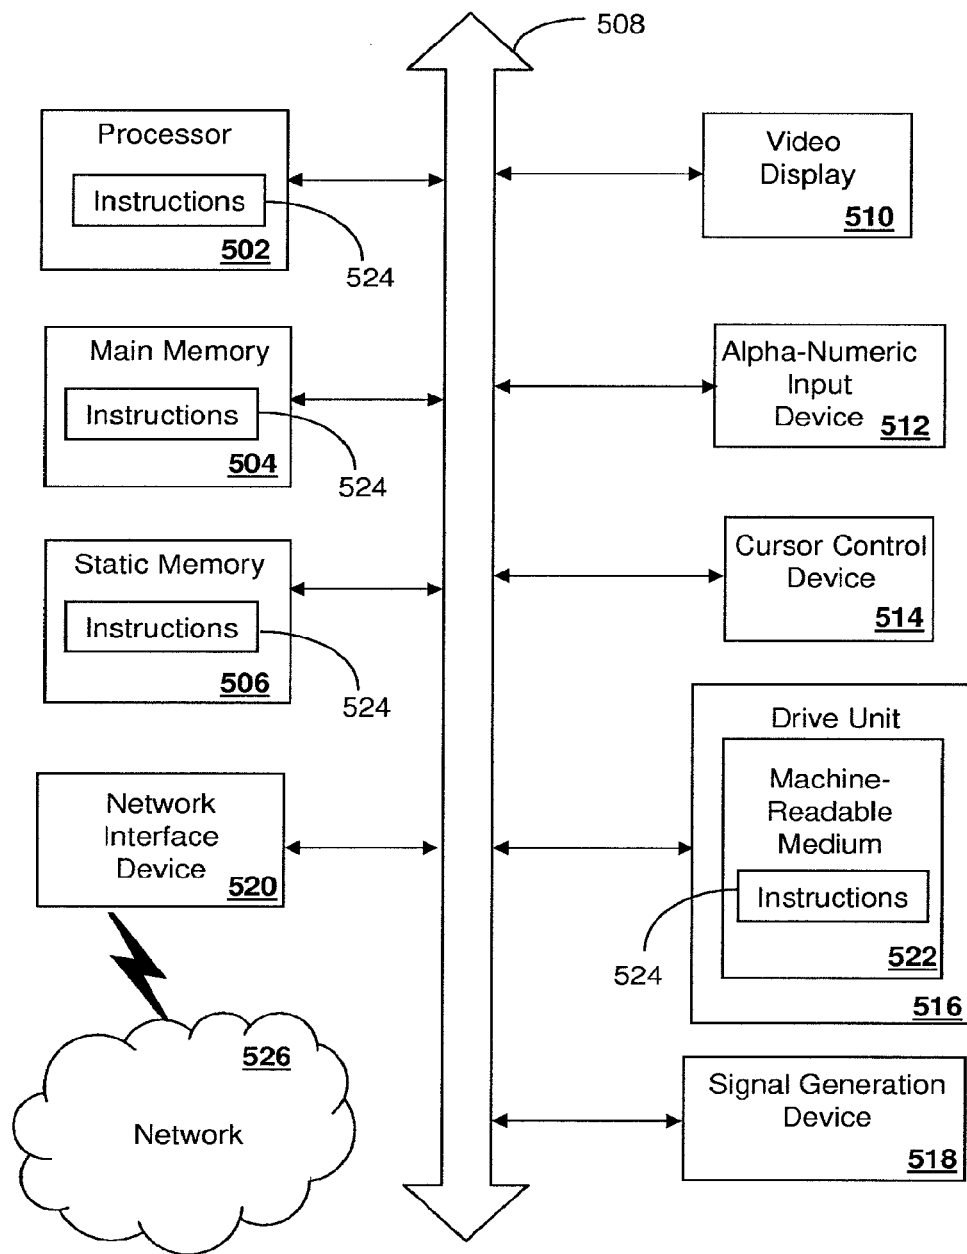 508
Processor
Instructions
502
524
Main Memory
Instructions
504
524
Static Memory
Instructions
506
524
Network
Interface
Device
520
526
Network
Video
Display
510
Alpha-Numeric
Input
Device
512
Cursor Control
Device
514
Drive Unit
Machine-
Readable
Medium
Instructions
524
522
516
Signal Generation
Device
518